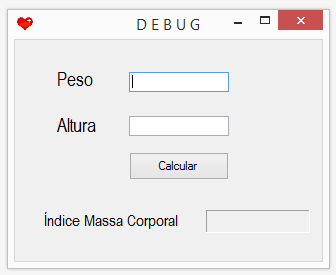 D E B U G
Peso
Altura
Calcular
Índice Massa Corporal